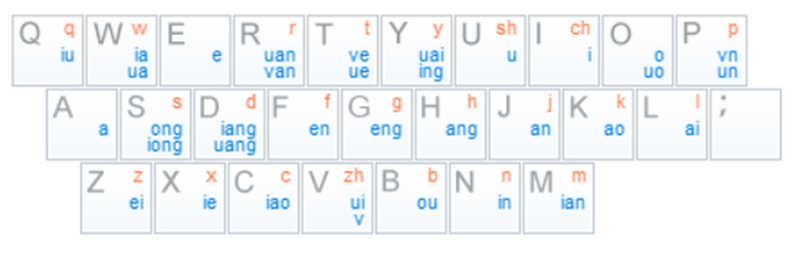 Q q W w E R r T t Y y U sh I ch O P p
iu ia e uan ve uai u i o vn
ua van ue ing uo un
A S s D d F f G g H h J j K k L l ;
a ong iang en eng ang an ao ai
iong uang
Z z X x C c V zh B b N n M m
ei ie iao ui ou in ian
v